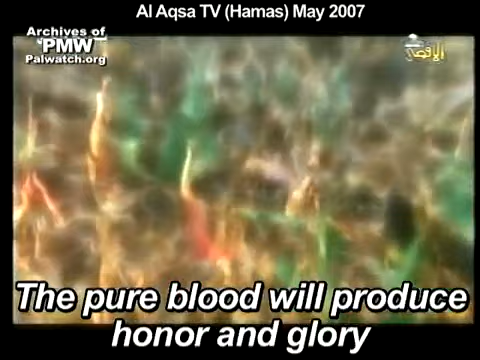 Al Aqsa TV (Hamas) May 2007
Archives of
PMW
Palwatch.org
الأقصى
The pure blood will produce
honor and glory